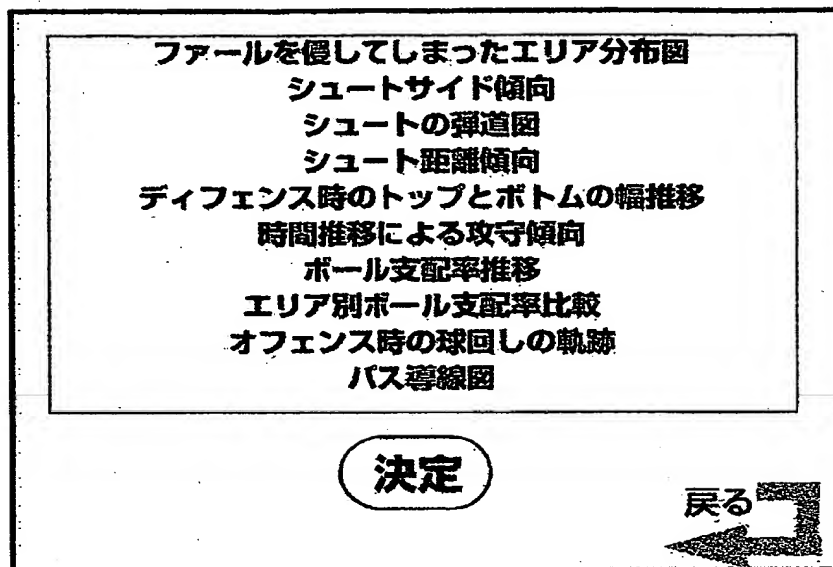 ファールを優してしまったエリア分布図
シュートサイド傾向
シュートの弾道図
シュート距離傾向
ディフェンス時のトップとボトムの幅推移
時間推移による攻守傾向
ボール支配率推移
エリア別ボール支配率比較
オフェンス時の球回しの軌跡
パス導線図
決定
戻る